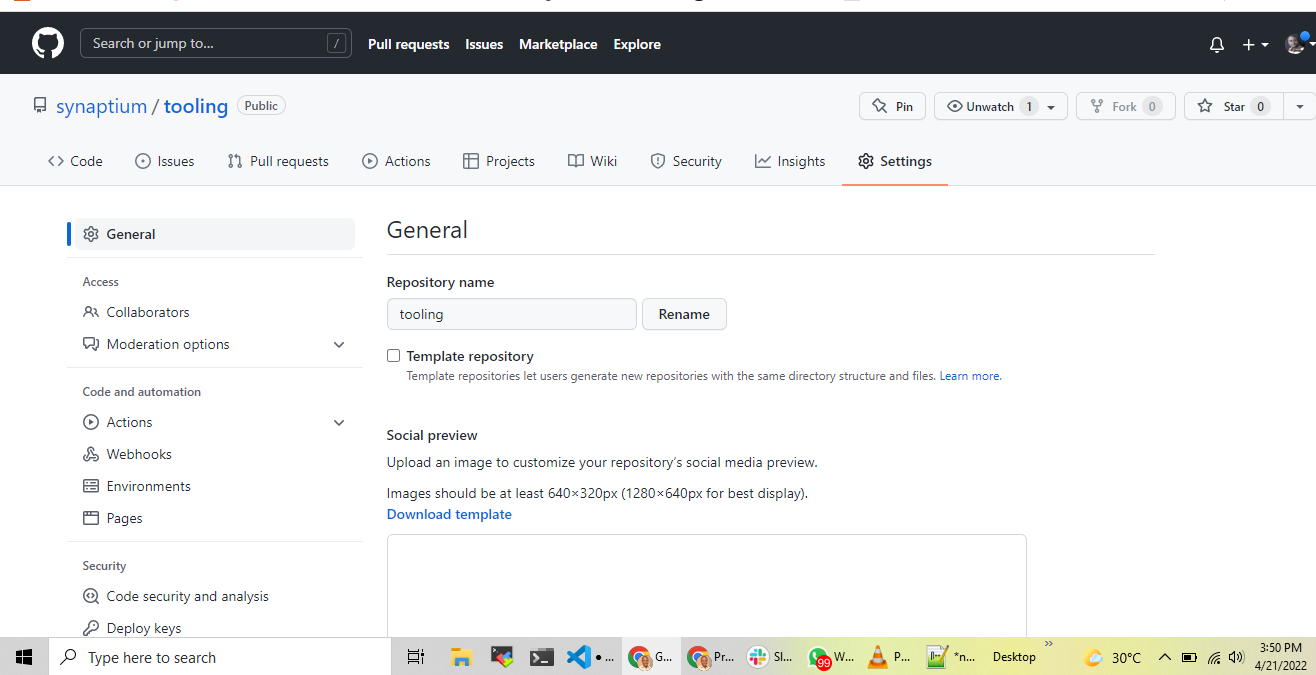 Search or jump to...
/
Pull requests
Issues
Marketplace
Explore
synaptium / tooling
Public
Pin
Unwatch 1
Fork 0
Star 0
Code
Issues
Pull requests
Actions
Projects
Wiki
Security
Insights
Settings
General
Access
Collaborators
Moderation options
Code and automation
Actions
Webhooks
Environments
Pages
Security
Code security and analysis
Deploy keys
General
Repository name
tooling
Rename
Template repository
Template repositories let users generate new repositories with the same directory structure and files. Learn more.
Social preview
Upload an image to customize your repository’s social media preview.
Images should be at least 640×320px (1280×640px for best display).
Download template
Type here to search
G...
Pr...
Sl...
99
W...
P...
*n...
Desktop
30°C
3:50 PM
4/21/2022